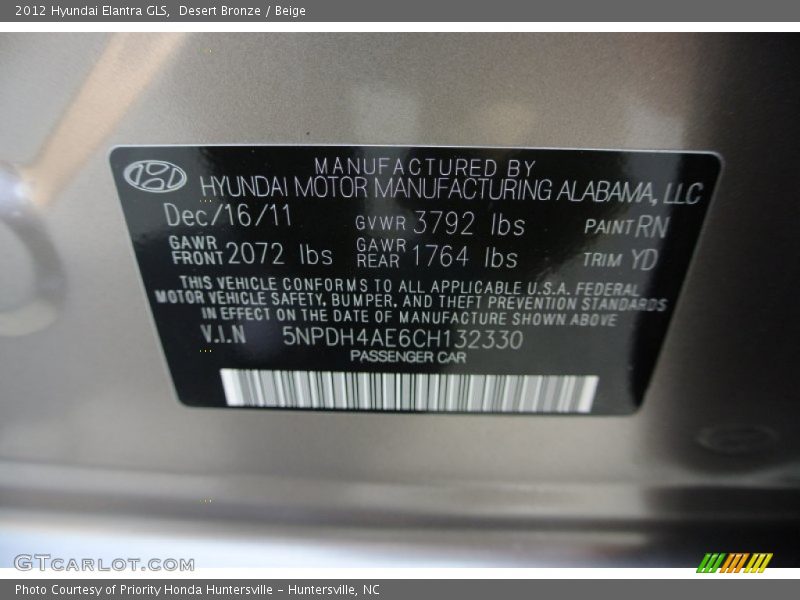 2012 Hyundai Elantra GLS,  Desert Bronze / Beige
MANUFACTURED BY
HYUNDAI MOTOR MANUFACTURING ALABAMA, LLC
Dec/16/11 GVWR 3792 lbs PAINT RN
GAWR FRONT 2072 lbs GAWR REAR 1764 lbs TRIM YD
THIS VEHICLE CONFORMS TO ALL APPLICABLE U.S.A. FEDERAL
MOTOR VEHICLE SAFETY, BUMPER, AND THEFT PREVENTION STANDARDS
IN EFFECT ON THE DATE OF MANUFACTURE SHOWN ABOVE
V.I.N 5NPDH4AE6CH132330
PASSENGER CAR
GTCARLOT.COM
Photo Courtesy of Priority Honda Huntersville - Huntersville, NC